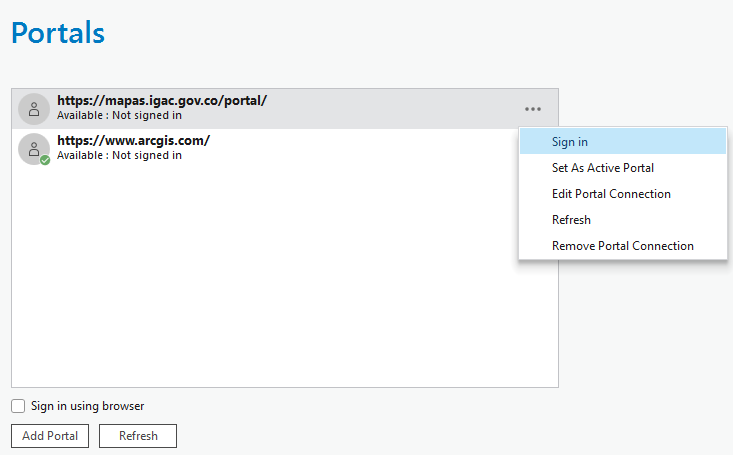 Portals
https://mapas.igac.gov.co/portal/
Available : Not signed in
https://www.arcgis.com/
Available : Not signed in
Sign in
Set As Active Portal
Edit Portal Connection
Refresh
Remove Portal Connection
Sign in using browser
Add Portal
Refresh